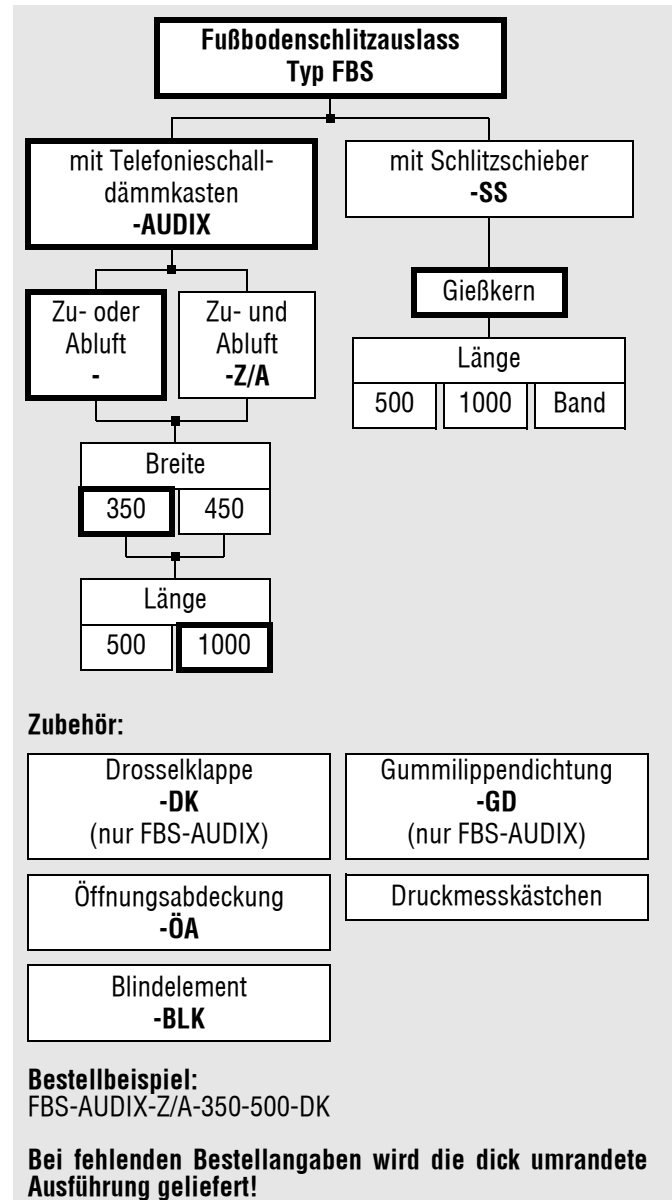 Fußbodenschlitzauslass
Typ FBS
mit Telefonieschall-
dämmkasten
-AUDIX
mit Schlitzschieber
-SS
Zu- oder
Abluft
-
Zu- und
Abluft
-Z/A
Gießkern
Länge
500 1000 Band
Breite
350 450
Länge
500 1000
Zubehör:
Drosselklappe
-DK
(nur FBS-AUDIX)
Gummilippendichtung
-GD
(nur FBS-AUDIX)
Öffnungsabdeckung
-ÖA
Druckmesskästchen
Blindelement
-BLK
Bestellbeispiel:
FBS-AUDIX-Z/A-350-500-DK
Bei fehlenden Bestellangaben wird die dick umrandete
Ausführung geliefert!